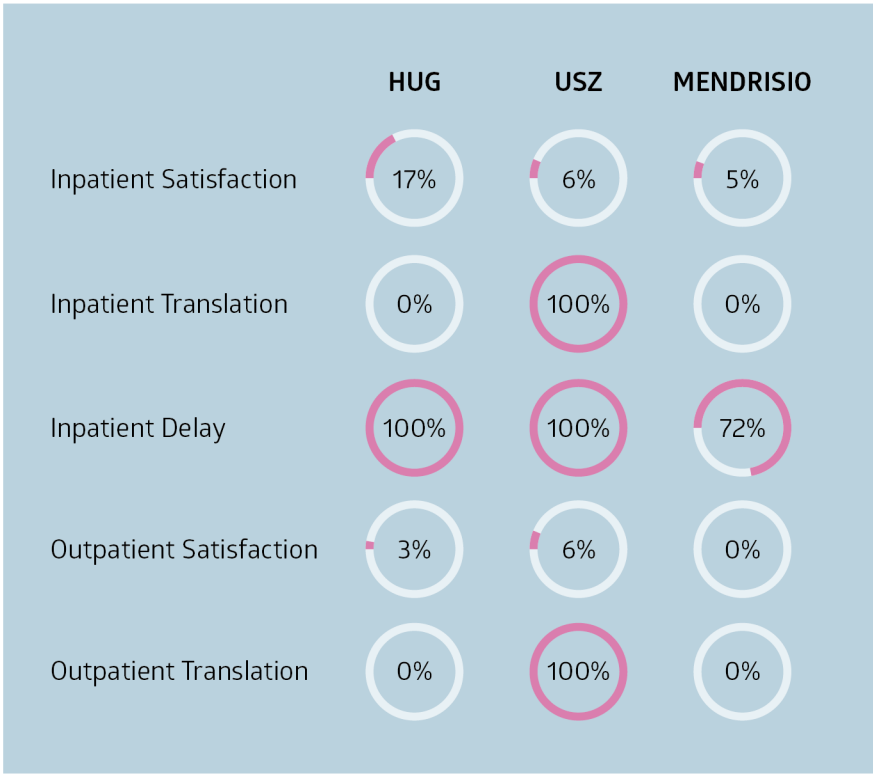 HUG USZ MENDRISIO
Inpatient Satisfaction 17% 6% 5%
Inpatient Translation 0% 100% 0%
Inpatient Delay 100% 100% 72%
Outpatient Satisfaction 3% 6% 0%
Outpatient Translation 0% 100% 0%